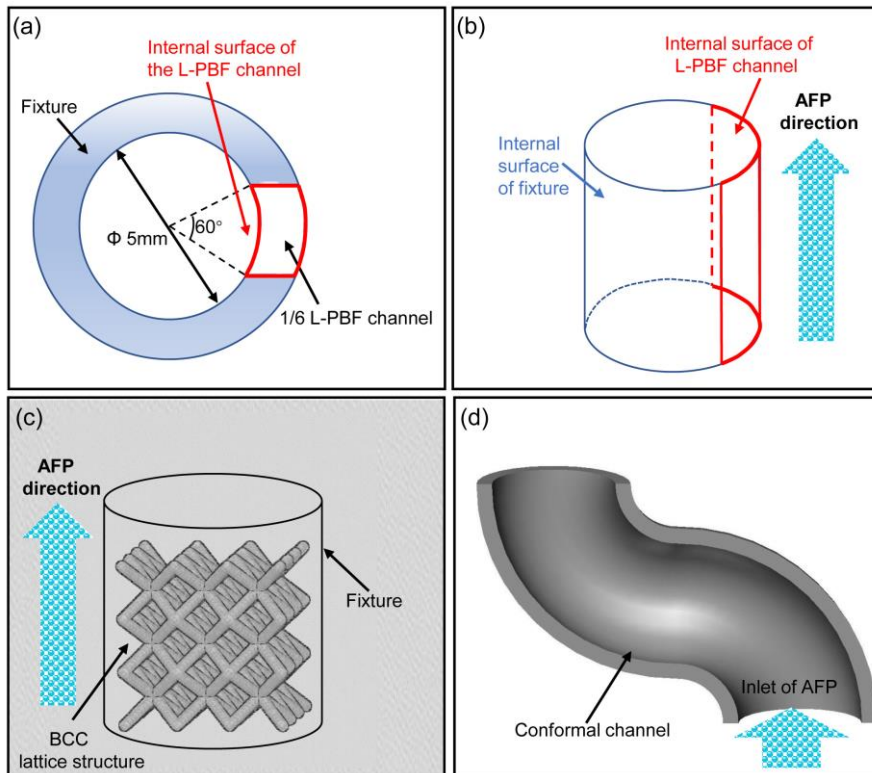 (a)
Internal surface of
the L-PBF channel
Fixture
60°
Φ 5mm
1/6 L-PBF channel
(b)
Internal surface of
L-PBF channel
AFP
direction
Internal
surface
of fixture
(c)
AFP
direction
Fixture
BCC
lattice structure
(d)
Inlet of AFP
Conformal channel